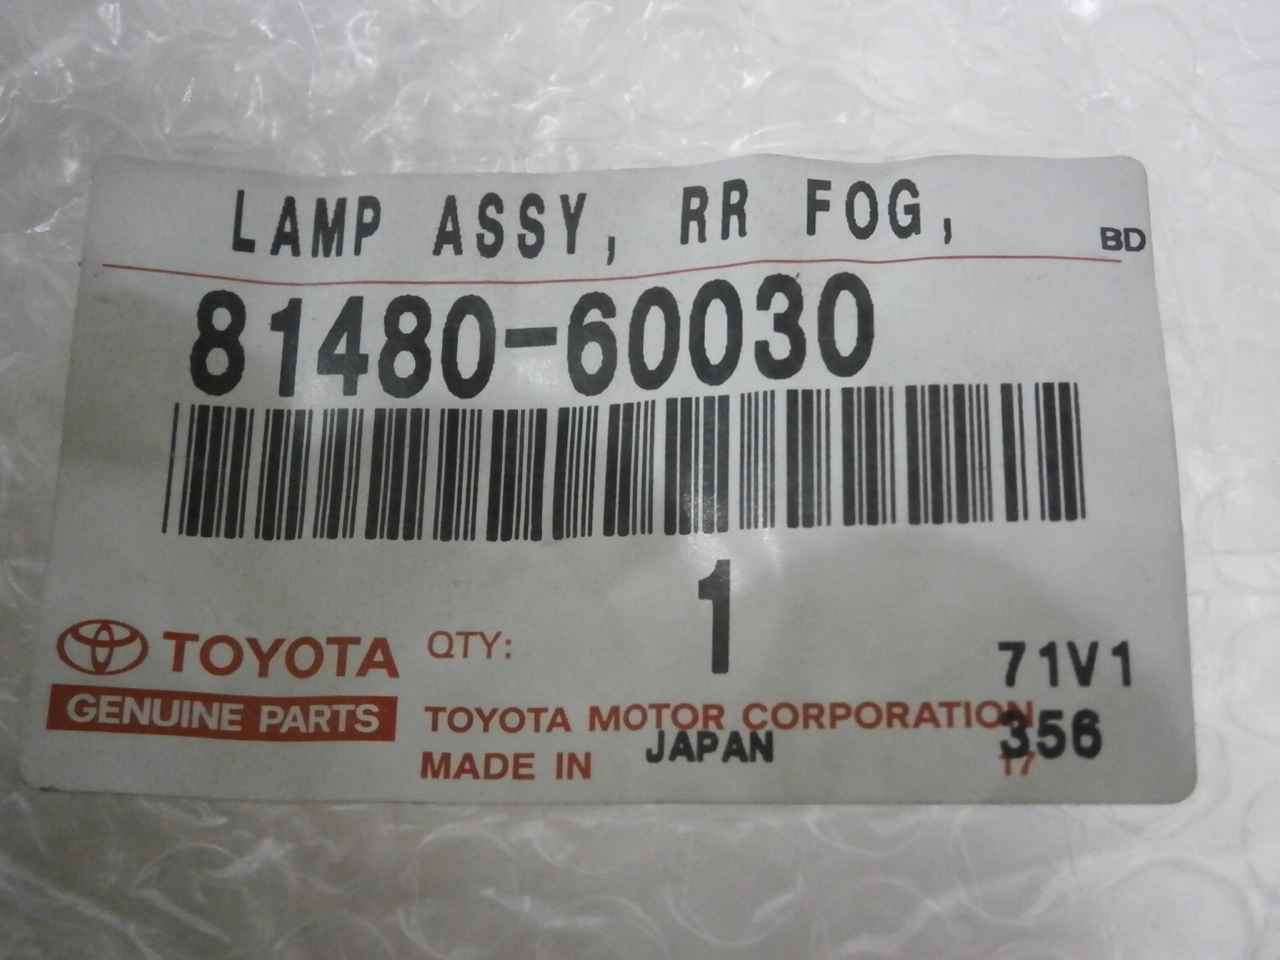 LAMP ASSY, RR FOG,
BD
81480-60030
1
TOYOTA
QTY:
71V1
GENUINE PARTS
TOYOTA MOTOR CORPORATION
356
MADE IN JAPAN
17